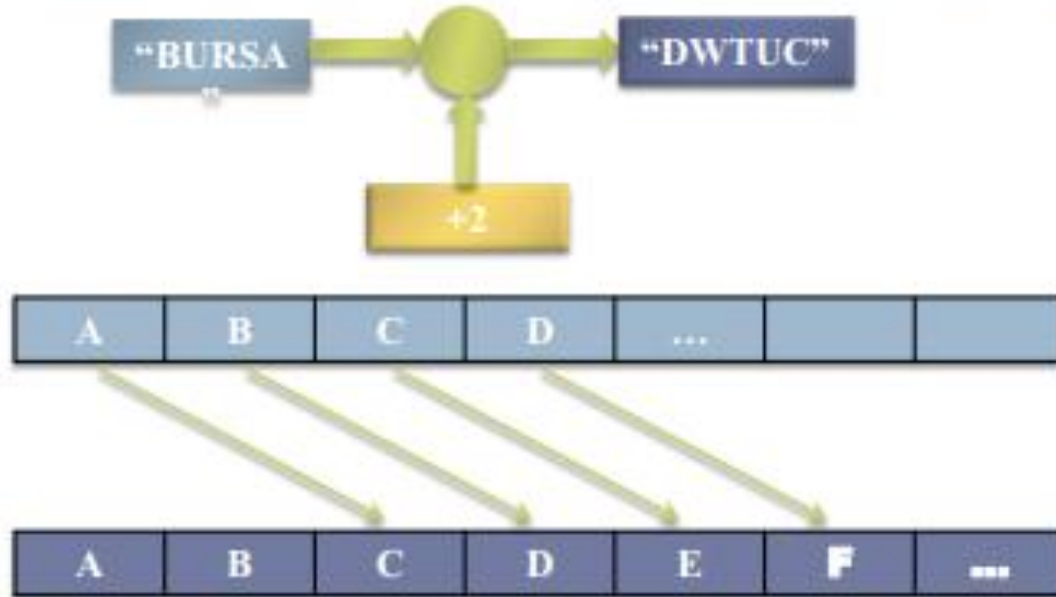 “BURSA
”
“DWTUC”
+2
A B C D ...
A B C D E F ...